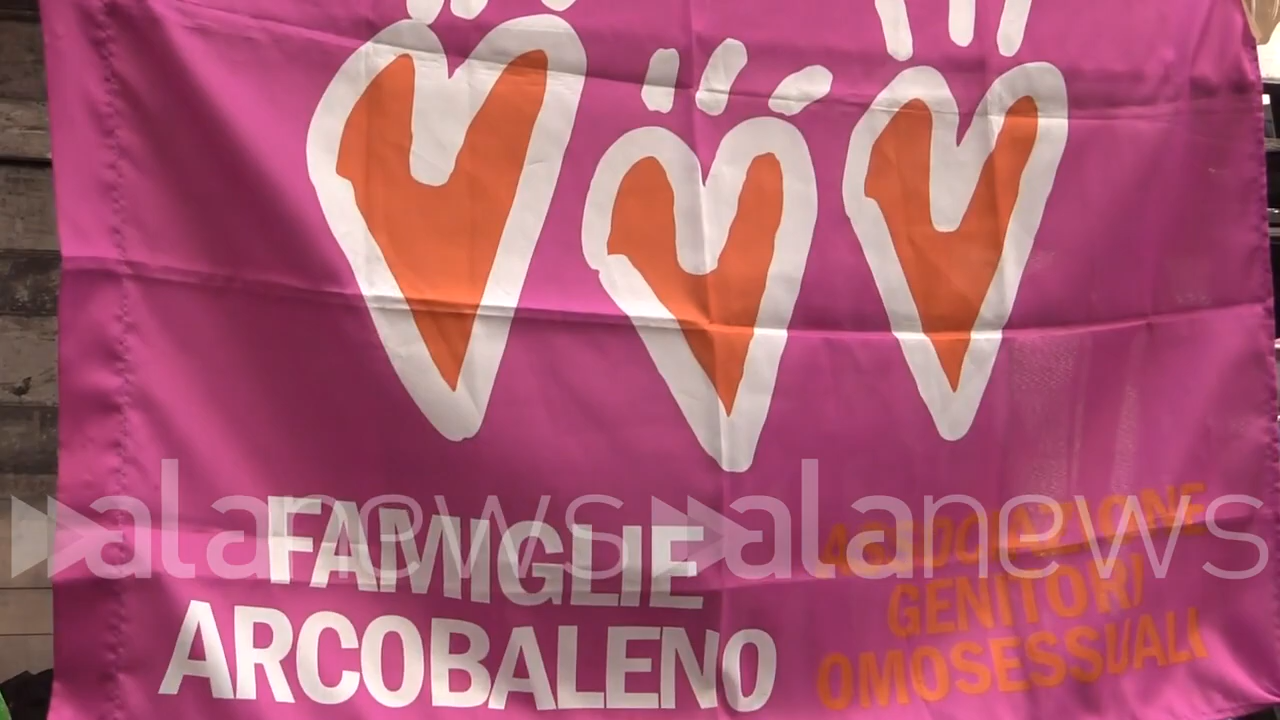 FAMIGLIE
ARCOBALENO
ASSOCIAZIONE
GENITORI
OMOSESSUALI
alanews alanews